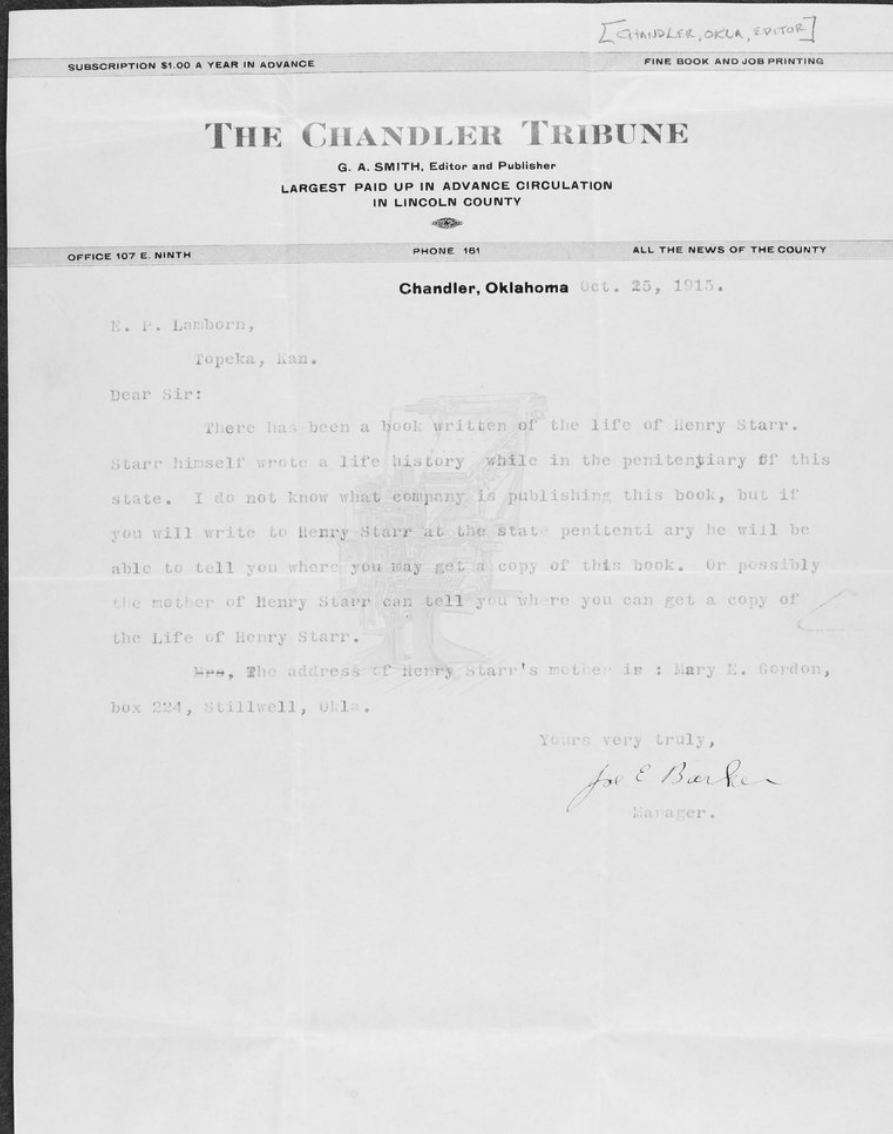 [CHANDLER, OKLA, EDITOR]
SUBSCRIPTION $1.00 A YEAR IN ADVANCE
FINE BOOK AND JOB PRINTING
THE CHANDLER TRIBUNE
G. A. SMITH, Editor and Publisher
LARGEST PAID UP IN ADVANCE CIRCULATION
IN LINCOLN COUNTY
OFFICE 107 E. NINTH
PHONE 161
ALL THE NEWS OF THE COUNTY
Chandler, Oklahoma Oct. 25, 1915.
E. P. Lamborn,
Topeka, Kan.
Dear Sir:
There has been a book written of the life of Henry Starr.
Starr himself wrote a life history while in the penitentiary of this
state. I do not know what company is publishing this book, but if
you will write to Henry Starr at the state penitenti ary he will be
able to tell you where you may get a copy of this book. Or possibly
the mother of Henry Starr can tell you where you can get a copy of
the Life of Henry Starr.
Mrs, The address of Henry Starr's mother is : Mary E. Gordon,
box 224, Stillwell, Okla.
Yours very truly,
Joe E Barker
Manager.